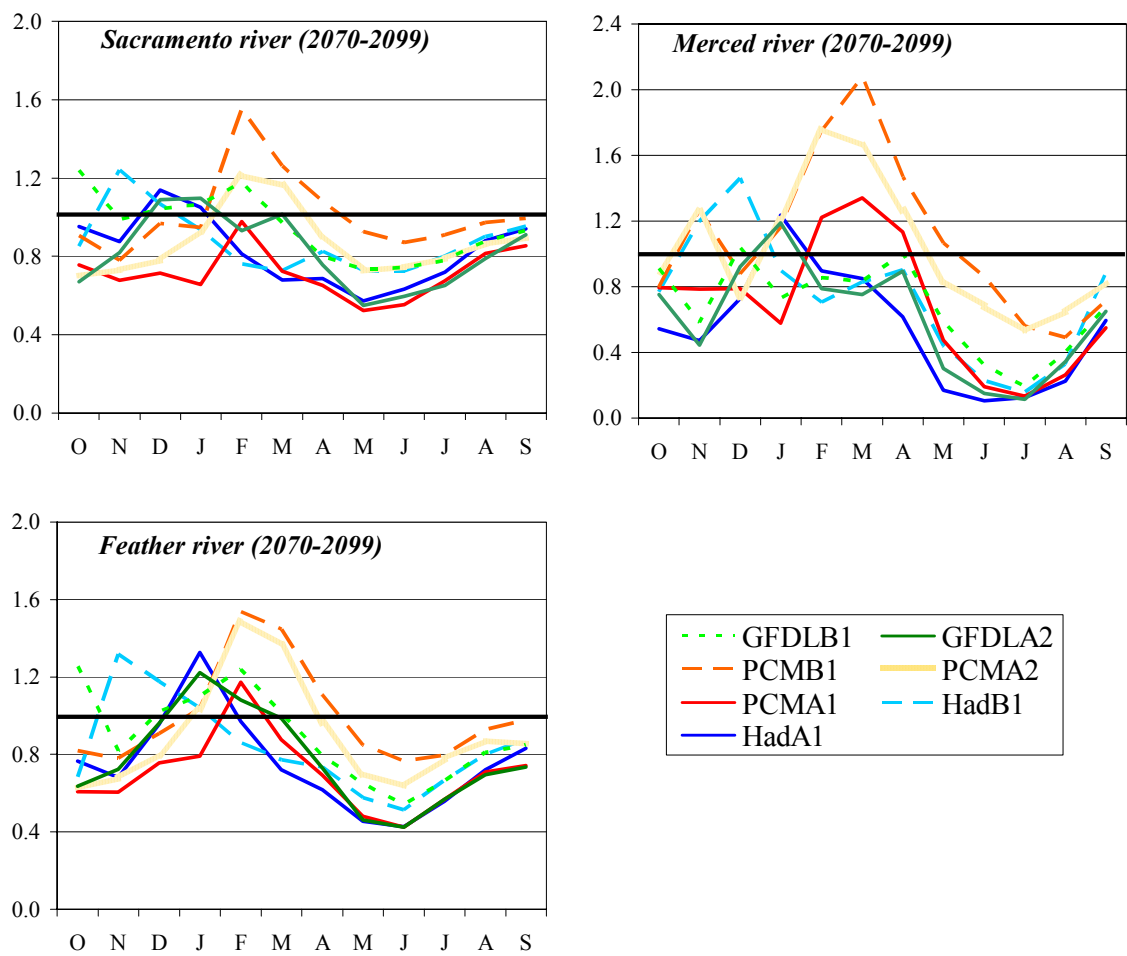 Sacramento river (2070-2099)
2.0
1.6
1.2
0.8
0.4
0.0
O N D J F M A M J J A S
Merced river (2070-2099)
2.4
2.0
1.6
1.2
0.8
0.4
0.0
O N D J F M A M J J A S
Feather river (2070-2099)
2.0
1.6
1.2
0.8
0.4
0.0
O N D J F M A M J J A S
GFDLB1 GFDLA2
PCMB1 PCMA2
PCMA1 HadB1
HadA1